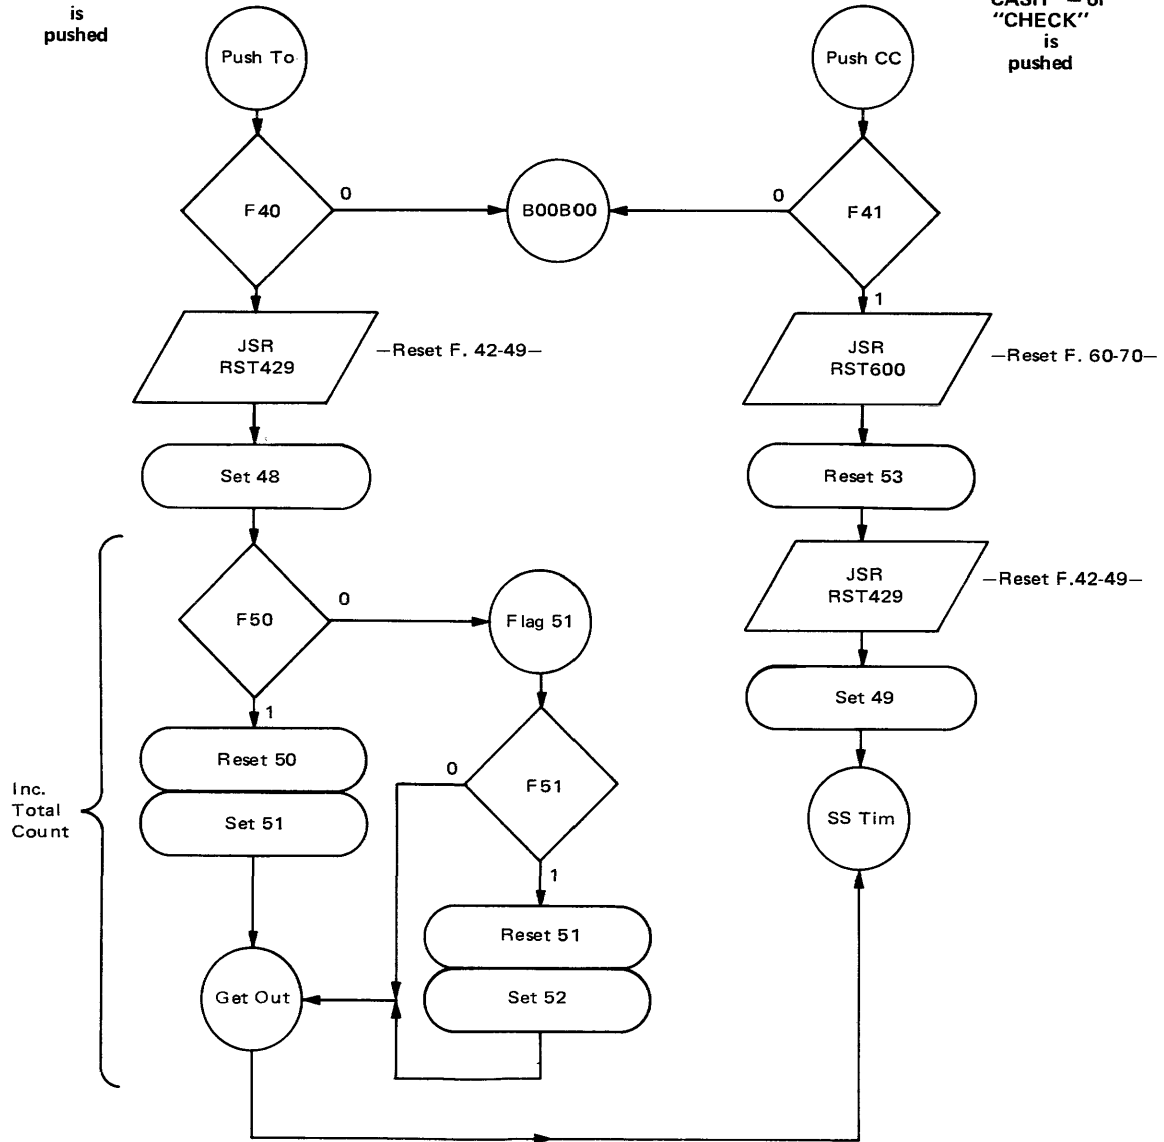 is
pushed
Push To
Push CC
CASH" – or
"CHECK"
is
pushed
F40
0
B00B00
0
F41
1
JSR
RST429
—Reset F. 42-49—
JSR
RST600
—Reset F. 60-70—
Set 48
Reset 53
F50
0
Flag 51
JSR
RST429
—Reset F.42-49—
1
Set 49
Reset 50
0
F51
Inc.
Total
Count
Set 51
SS Tim
1
Reset 51
Get Out
Set 52